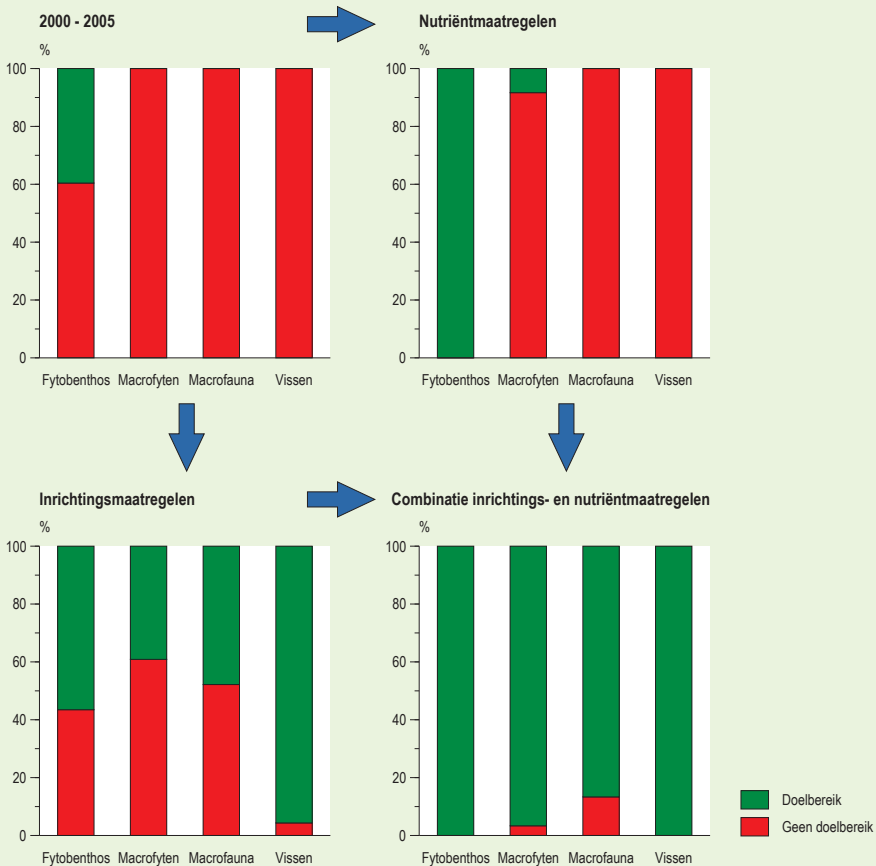 2000 - 2005
%
100
80
60
40
20
0
Fytobenthos Macrofyten Macrofauna Vissen
Nutriëntmaatregelen
%
100
80
60
40
20
0
Fytobenthos Macrofyten Macrofauna Vissen
Inrichtingsmaatregelen
%
100
80
60
40
20
0
Fytobenthos Macrofyten Macrofauna Vissen
Combinatie inrichtings- en nutriëntmaatregelen
%
100
80
60
40
20
0
Fytobenthos Macrofyten Macrofauna Vissen
Doelbereik
Geen doelbereik